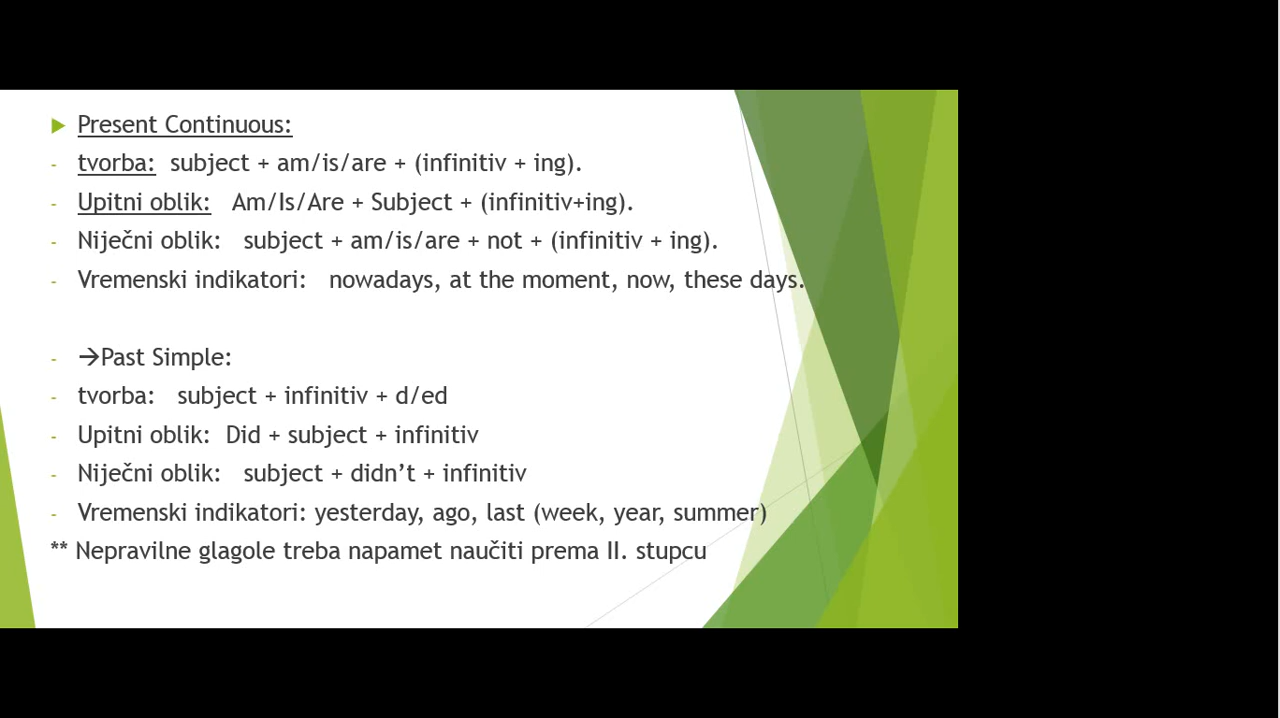 Present Continuous:
- tvorba: subject + am/is/are + (infinitiv + ing).
- Upitni oblik: Am/Is/Are + Subject + (infinitiv+ing).
- Niječni oblik: subject + am/is/are + not + (infinitiv + ing).
- Vremenski indikatori: nowadays, at the moment, now, these days.
- →Past Simple:
- tvorba: subject + infinitiv + d/ed
- Upitni oblik: Did + subject + infinitiv
- Niječni oblik: subject + didn’t + infinitiv
- Vremenski indikatori: yesterday, ago, last (week, year, summer)
** Nepravilne glagole treba napamet naučiti prema II. stupcu